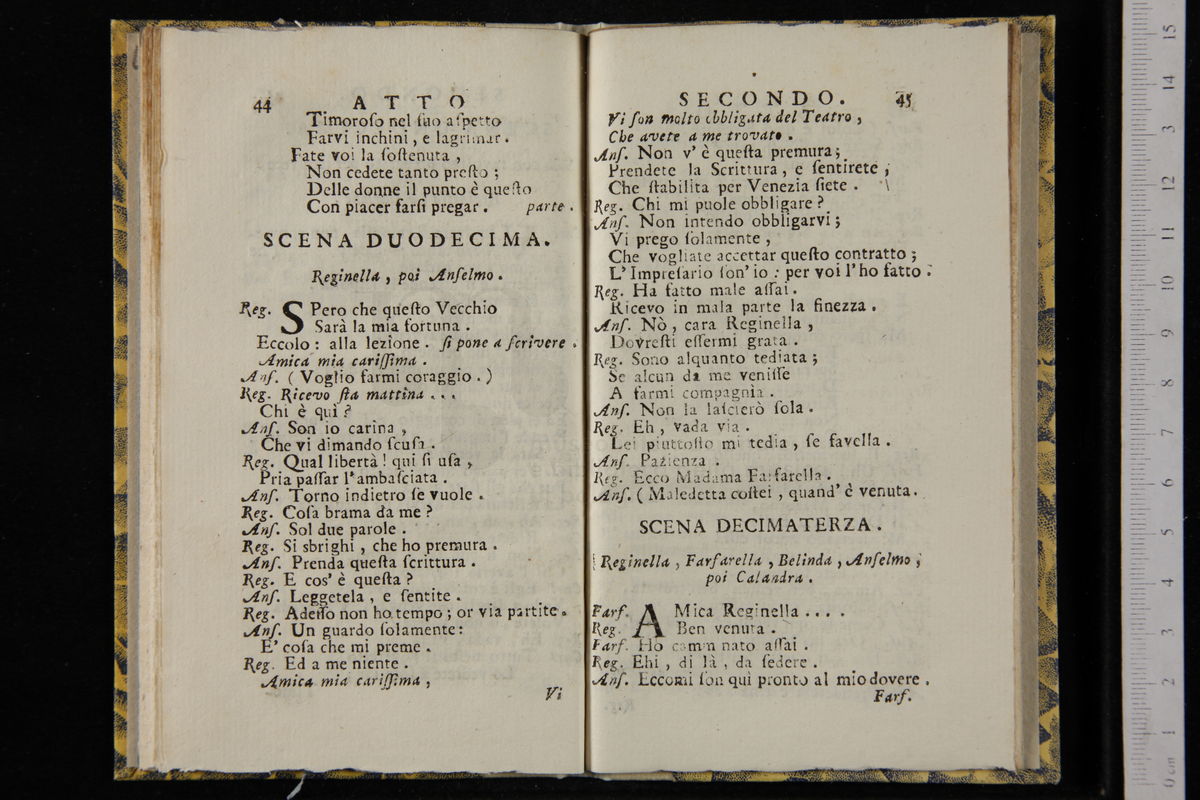 44 ATTO
Timoroſo nel ſuo aſpetto
Farvi inchini, e lagrimar.
Fate voi la ſoſtenuta,
Non cedete tanto preſto;
Delle donne il punto è queſto
Con piacer farſi pregar. parte.
SCENA DUODECIMA.
Reginella, poi Anſelmo.
Reg. SPero che queſto Vecchio
Sarà la mia fortuna.
Eccolo: alla lezione. ſi pone a ſcrivere.
Amica mia cariſſima.
Anſ. (Voglio farmi coraggio.)
Reg. Ricevo ſta mattina...
Chi è quì?
Anſ. Son' io carina,
Che vi dimando ſcuſa.
Reg. Qual libertà! qui ſi uſa,
Pria paſſar l'ambaſciata.
Anſ. Torno indietro ſe vuole.
Reg. Coſa brama da me?
Anſ. Sol due parole.
Reg. Si sbrighi, che ho premura.
Anſ. Prenda queſta ſcrittura.
Reg. E cos' è queſta?
Anſ. Leggetela, e ſentite.
Reg. Adeſſo non ho tempo; or via partite.
Anſ. Un guardo ſolamente:
E' coſa che mi preme.
Reg. Ed a me niente.
Amica mia cariſſima,
Vi
SECONDO. 45
Vi ſon molto obbligata del Teatro,
Che avete a me trovato.
Anſ. Non v' è queſta premura;
Prendete la Scrittura, e ſentirete;
Che ſtabilita per Venezia ſiete.
Reg. Chi mi puole obbligare?
Anſ. Non intendo obbligarvi;
Vi prego ſolamente,
Che vogliate accettar queſto contratto;
L' Impreſario ſon' io: per voi l' ho fatto.
Reg. Ha fatto male aſſai.
Ricevo in mala parte la finezza.
Anſ. Nò, cara Reginella,
Dovreſti eſſermi grata.
Reg. Sono alquanto tediata;
Se alcun da me veniſſe
A farmi compagnia.
Anſ. Non la laſcierò ſola.
Reg. Eh, vada via.
Lei piuttoſto mi tedia, ſe favella.
Anſ. Pazienza.
Reg. Ecco Madama Farfarella.
Anſ. (Maledetta coſtei, quand' è venuta.
SCENA DECIMATERZA.
Reginella, Farfarella, Belinda, Anſelmo;
poi Calandra.
Farf. AMica Reginella....
Reg. Ben venuta.
Farf. Ho camminato aſſai.
Reg. Ehi, di là, da ſedere.
Anſ. Eccomi ſon qui pronto al mio dovere.
Farf.